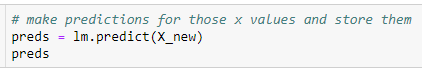 # make predictions for those x values and store them
preds = lm.predict(X_new)
preds